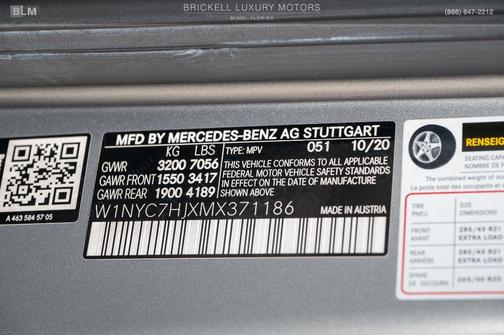 BLM
BRICKELL LUXURY MOTORS
MIAMI, FLORIDA
(866) 647-2212
A 463 584 57 05
MFD BY MERCEDES-BENZ AG STUTTGART
KG LBS TYPE: MPV 051 10/20
GVWR 3200 7056
GAWR FRONT 1550 3417
GAWR REAR 1900 4189
THIS VEHICLE CONFORMS TO ALL APPLICABLE
FEDERAL MOTOR VEHICLE SAFETY STANDARDS
IN EFFECT ON THE DATE OF MANUFACTURE
SHOWN ABOVE
W1NYC7HJXMX371186 MADE IN AUSTRIA
RENSEIG
SEATING CAPA
NOMBRE DE
The combined weight of occu
Le poids total des occupants
TIRE SIZE
PNEU DIMENSIONS
FRONT 285/45 R21
AVANT EXTRA LOAD
REAR 285/45 R21
ARRIÈRE EXTRA LOAD
SPARE
DE SECOURS